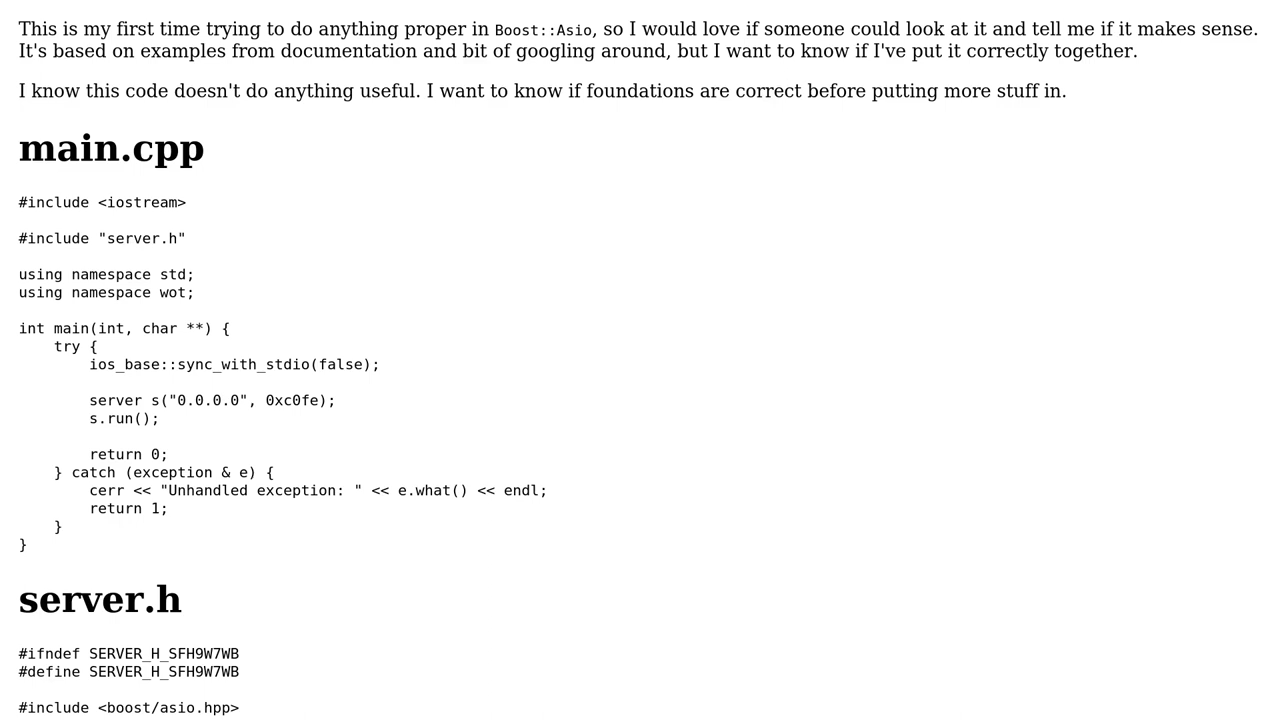 This is my first time trying to do anything proper in Boost::Asio, so I would love if someone could look at it and tell me if it makes sense.
It's based on examples from documentation and bit of googling around, but I want to know if I've put it correctly together.
I know this code doesn't do anything useful. I want to know if foundations are correct before putting more stuff in.
main.cpp
#include <iostream>
#include "server.h"
using namespace std;
using namespace wot;
int main(int, char **) {
    try {
        ios_base::sync_with_stdio(false);
        server s("0.0.0.0", 0xc0fe);
        s.run();
        return 0;
    } catch (exception & e) {
        cerr << "Unhandled exception: " << e.what() << endl;
        return 1;
    }
}
server.h
#ifndef SERVER_H_SFH9W7WB
#define SERVER_H_SFH9W7WB
#include <boost/asio.hpp>